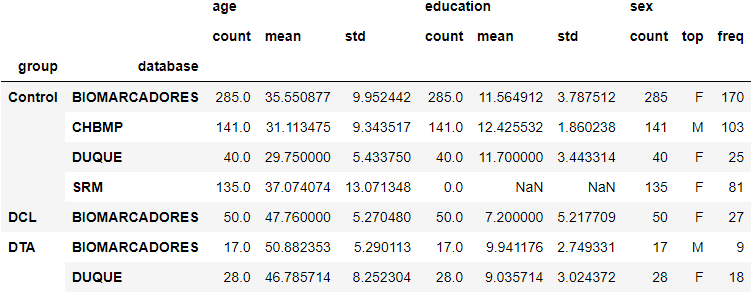 age education sex
count mean std count mean std count top freq
group database
Control BIOMARCADORES 285.0 35.550877 9.952442 285.0 11.564912 3.787512 285 F 170
CHBMP 141.0 31.113475 9.343517 141.0 12.425532 1.860238 141 M 103
DUQUE 40.0 29.750000 5.433750 40.0 11.700000 3.443314 40 F 25
SRM 135.0 37.074074 13.071348 0.0 NaN NaN 135 F 81
DCL BIOMARCADORES 50.0 47.760000 5.270480 50.0 7.200000 5.217709 50 F 27
DTA BIOMARCADORES 17.0 50.882353 5.290113 17.0 9.941176 2.749331 17 M 9
DUQUE 28.0 46.785714 8.252304 28.0 9.035714 3.024372 28 F 18